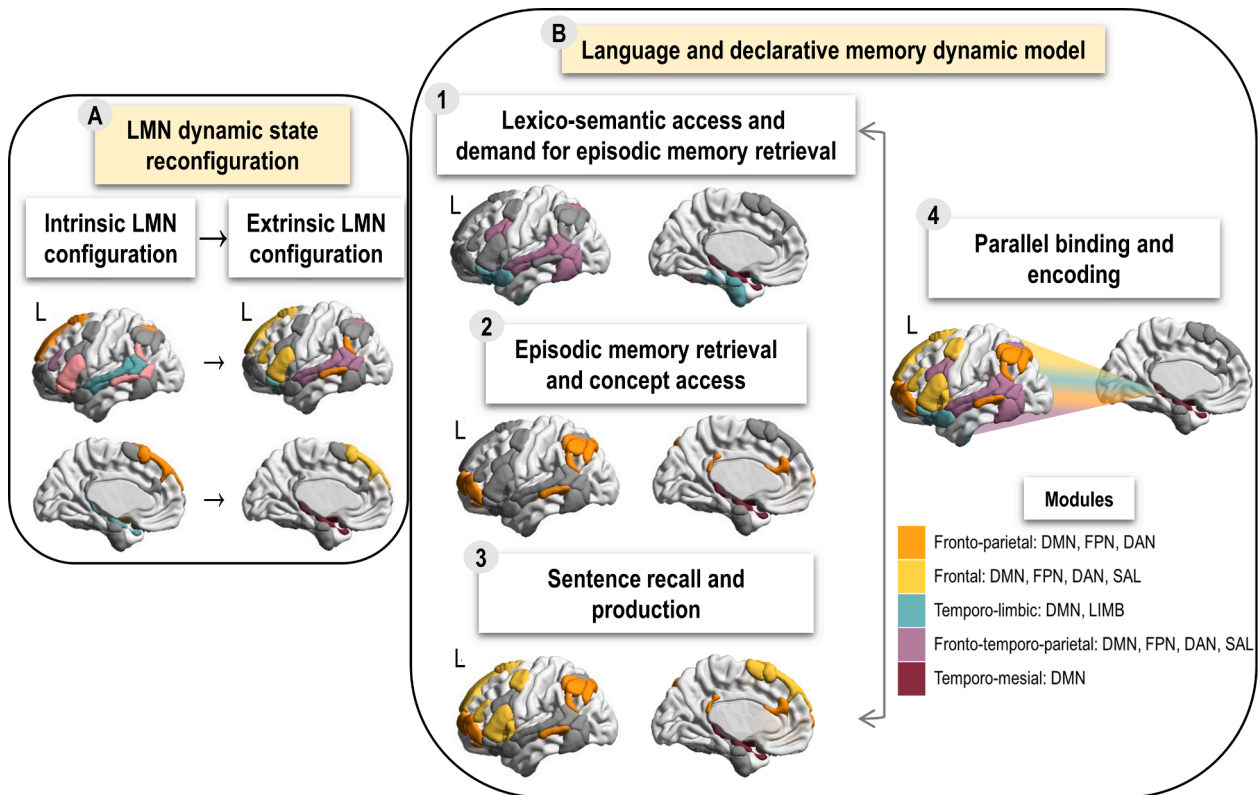 A
LMN dynamic state
reconfiguration
Intrinsic LMN
configuration
→
Extrinsic LMN
configuration
L
→
→
B
Language and declarative memory dynamic model
1
Lexico-semantic access and
demand for episodic memory retrieval
L
2
Episodic memory retrieval
and concept access
L
3
Sentence recall and
production
L
4
Parallel binding and
encoding
L
Modules
Fronto-parietal: DMN, FPN, DAN
Frontal: DMN, FPN, DAN, SAL
Temporo-limbic: DMN, LIMB
Fronto-temporo-parietal: DMN, FPN, DAN, SAL
Temporo-mesial: DMN